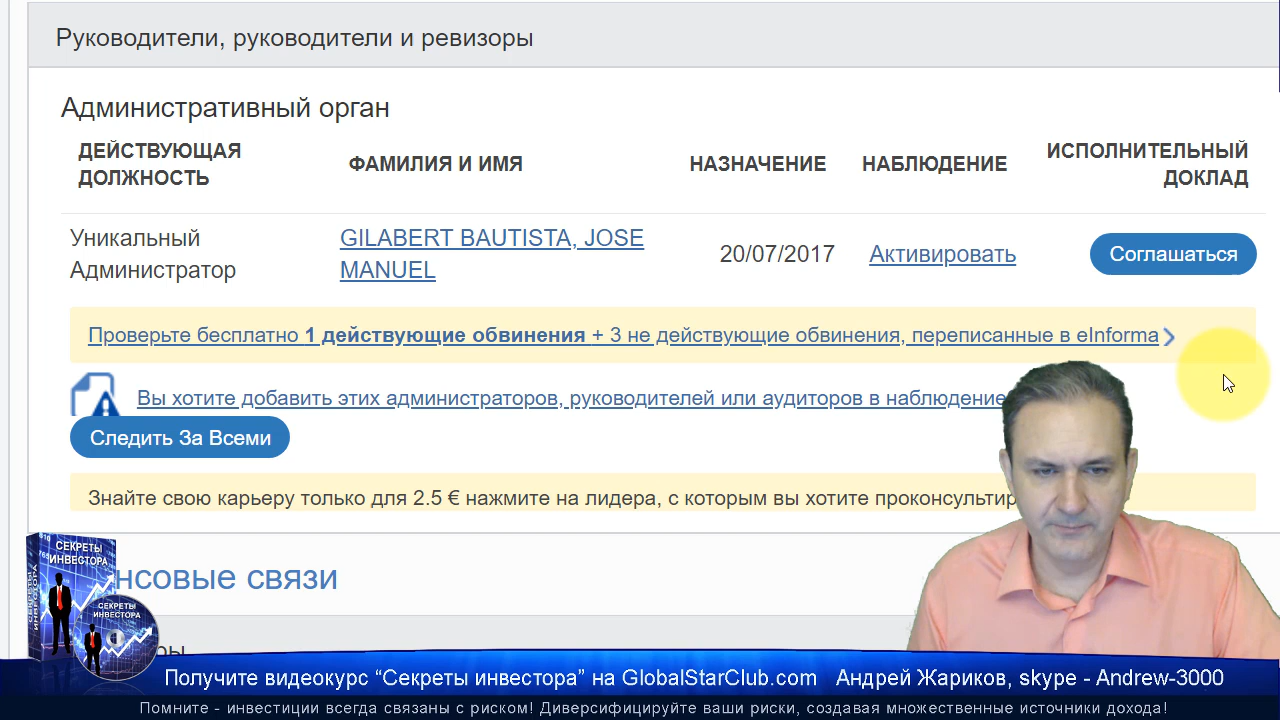 Руководители, руководители и ревизоры
Административный орган
ДЕЙСТВУЮЩАЯ
ДОЛЖНОСТЬ
ФАМИЛИЯ И ИМЯ
НАЗНАЧЕНИЕ
НАБЛЮДЕНИЕ
ИСПОЛНИТЕЛЬНЫЙ
ДОКЛАД
Уникальный
Администратор
GILABERT BAUTISTA, JOSE
MANUEL
20/07/2017
Активировать
Соглашаться
Проверьте бесплатно 1 действующие обвинения + 3 не действующие обвинения, переписанные в eInforma
Вы хотите добавить этих администраторов, руководителей или аудиторов в наблюдение
Следить За Всеми
Знайте свою карьеру только для 2.5 € нажмите на лидера, с которым вы хотите
нсовые связи
СЕКРЕТЫ
ИНВЕСТОРА
СЕКРЕТЫ
ИНВЕСТОРА
Получите видеокурс “Секреты инвестора” на GlobalStarClub.com Андрей Жариков, skype - Andrew-3000
Помните - инвестиции всегда связаны с риском! Диверсифицируйте ваши риски, создавая множественные источники дохода!